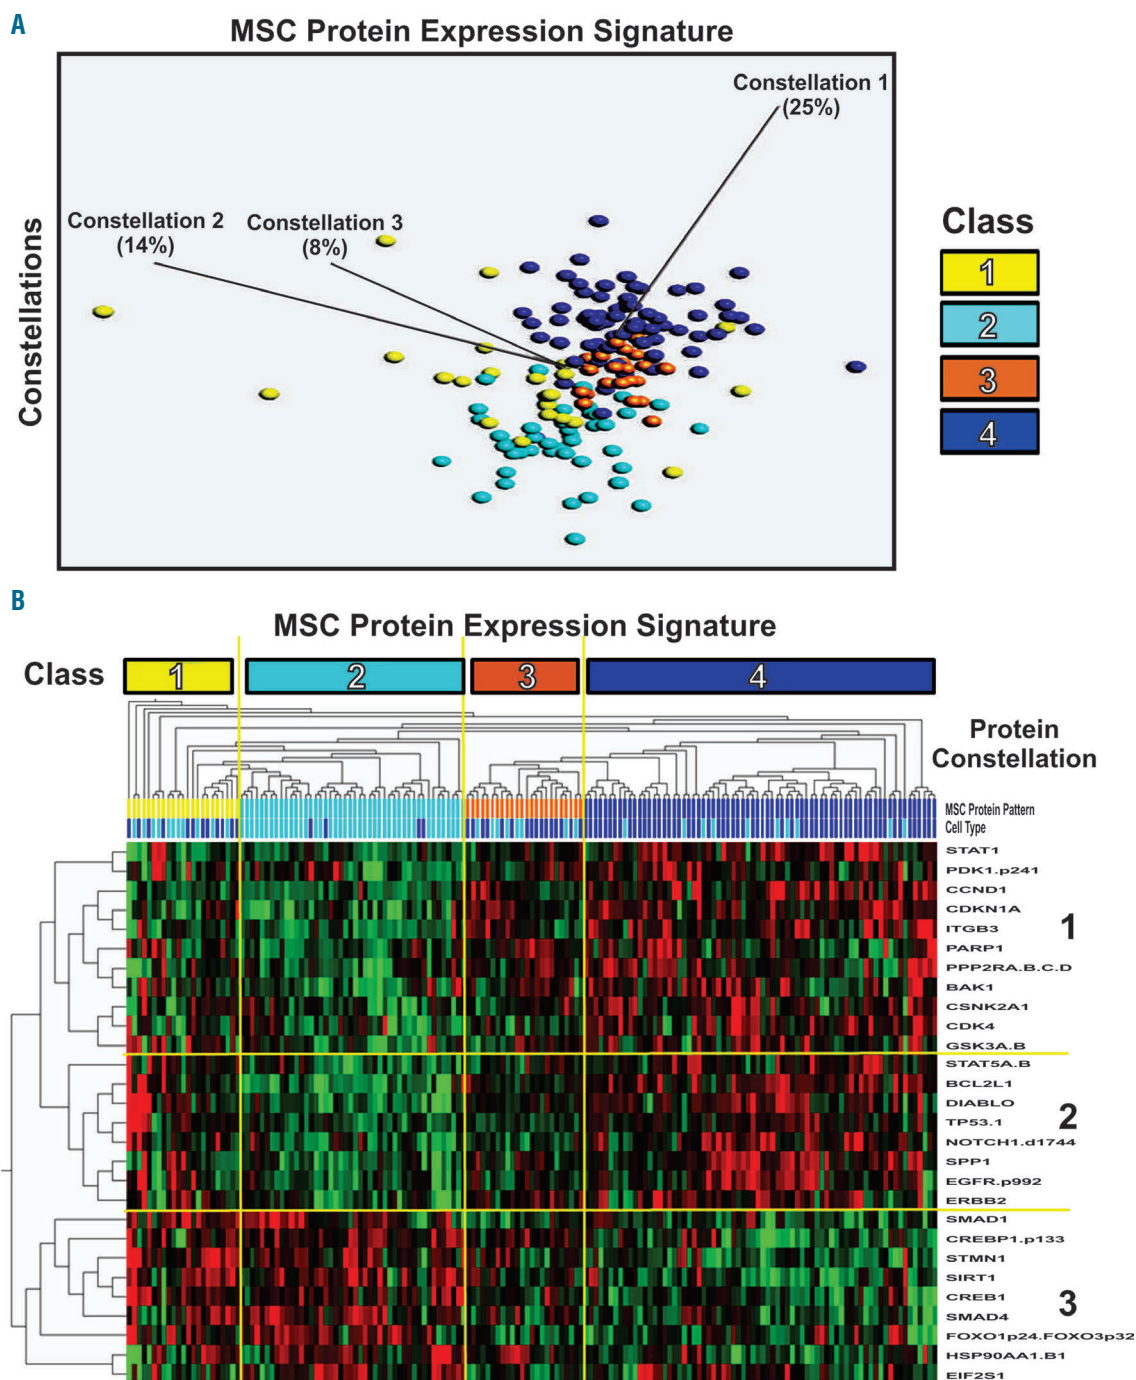 A
MSC Protein Expression Signature
Constellation 1
(25%)
Constellation 2
(14%)
Constellation 3
(8%)
Constellations
Class
1
2
3
4
B
MSC Protein Expression Signature
Class
1
2
3
4
Protein
Constellation
MSC Protein Pattern
Cell Type
STAT1
PDK1.p241
CCND1
CDKN1A
ITGB3
PARP1
PPP2RA.B.C.D
BAK1
CSNK2A1
CDK4
GSK3A.B
1
STAT5A.B
BCL2L1
DIABLO
TP53.1
NOTCH1.d1744
SPP1
EGFR.p992
ERBB2
2
SMAD1
CREBP1.p133
STMN1
SIRT1
CREB1
SMAD4
FOXO1p24.FOXO3p32
HSP90AA1.B1
EIF2S1
3